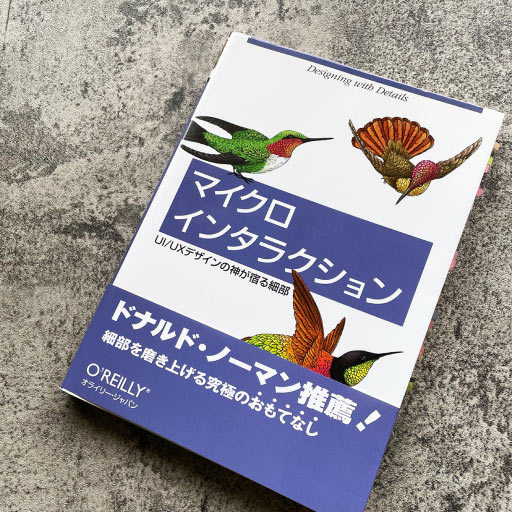 Designing with Details
マイクロ
インタラクション
UI/UXデザインの神が宿る細部
ドナルド・ノーマン推薦！
細部を磨き上げる究極のおもてなし
O'REILLY®
オライリー・ジャパン